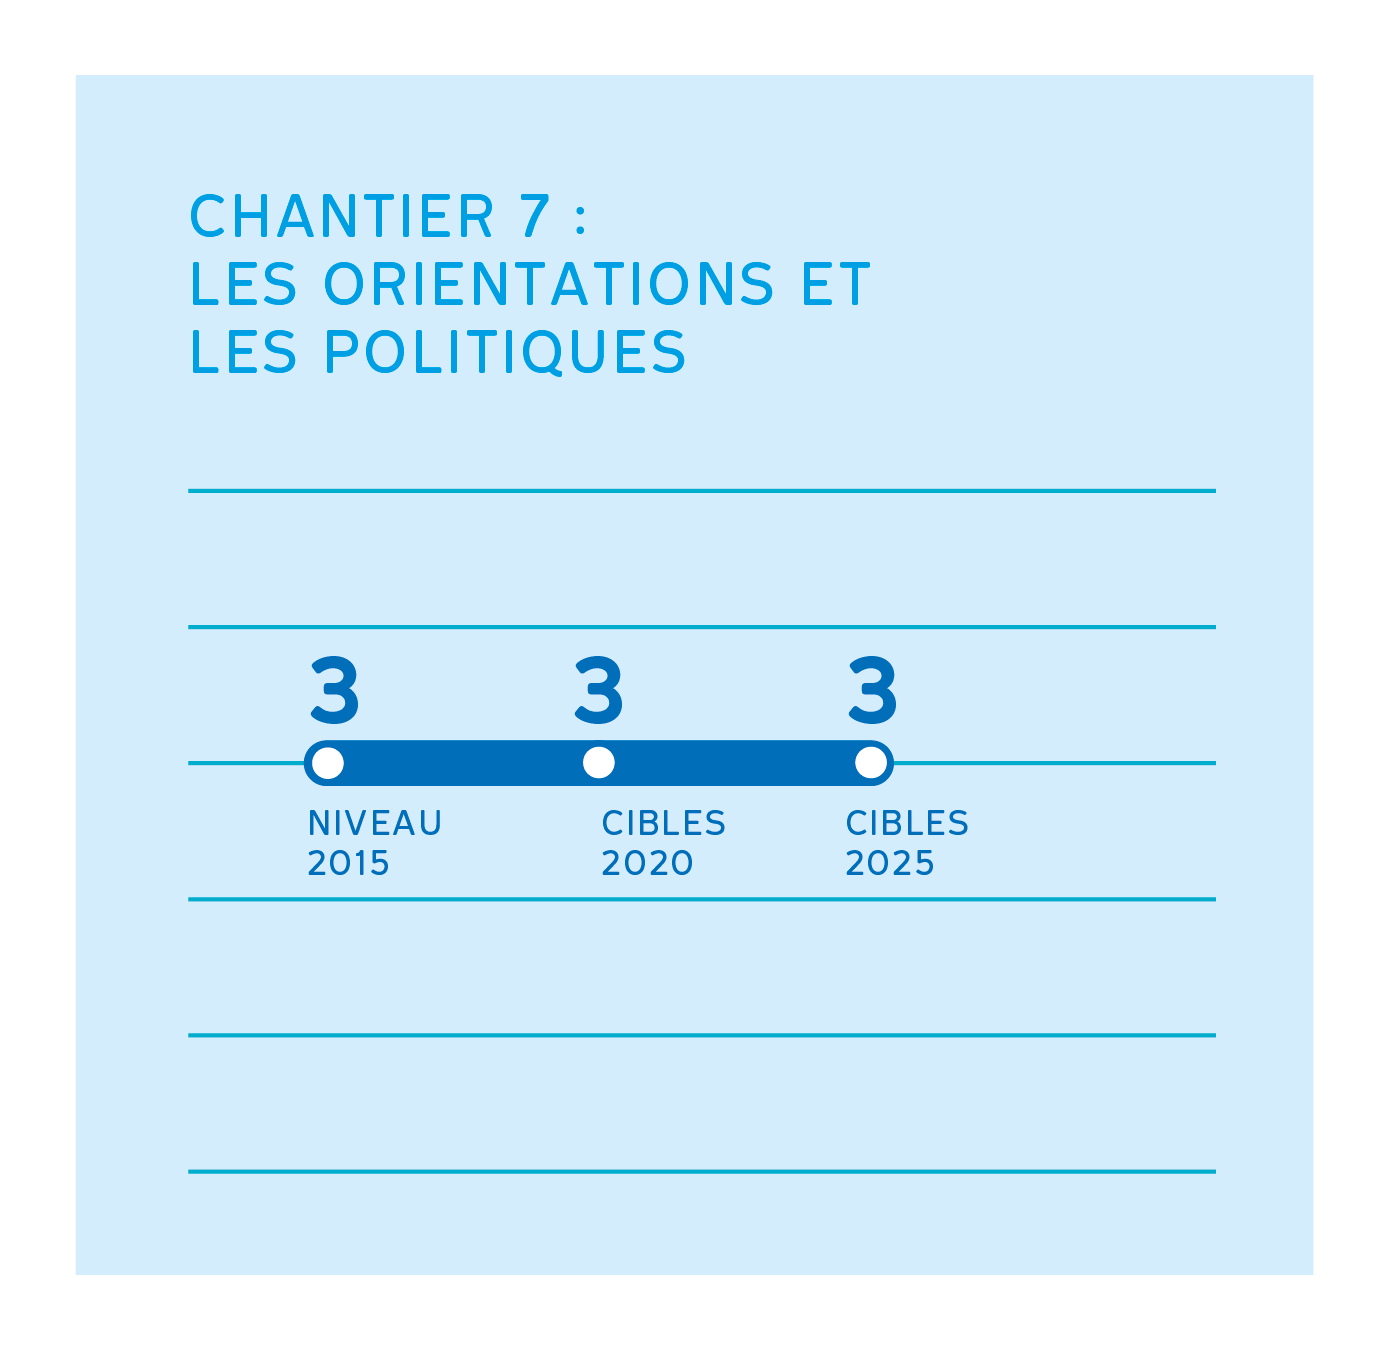 CHANTIER 7 :
LES ORIENTATIONS ET
LES POLITIQUES
3 3 3
NIVEAU CIBLES CIBLES
2015 2020 2025